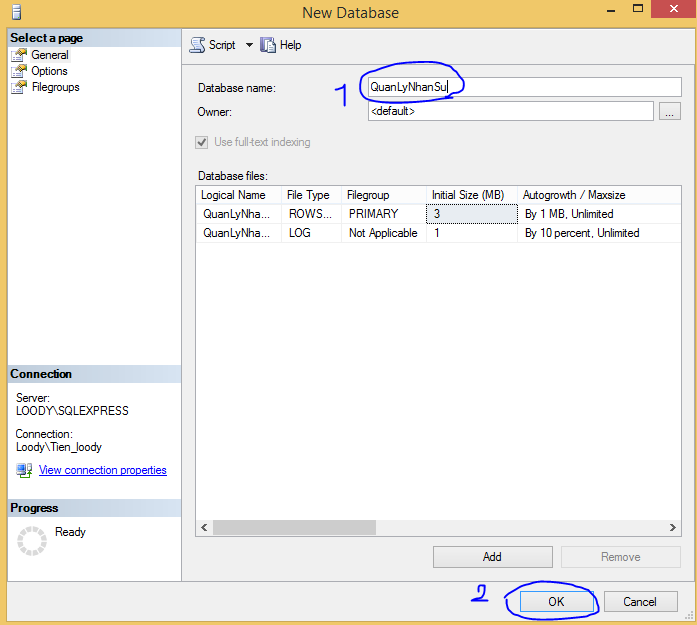 New Database
Select a page
General
Options
Filegroups
Script
Help
1
Database name:
QuanLyNhanSu
Owner:
<default>
...
Use full-text indexing
Database files:
Logical Name File Type Filegroup Initial Size (MB) Autogrowth / Maxsize
QuanLyNha... ROWS... PRIMARY 3 By 1 MB, Unlimited
QuanLyNha... LOG Not Applicable 1 By 10 percent, Unlimited
Connection
Server:
LOODY\SQLEXPRESS
Connection:
Loody\Tien_loody
View connection properties
Progress
Ready
Add
Remove
2
OK
Cancel